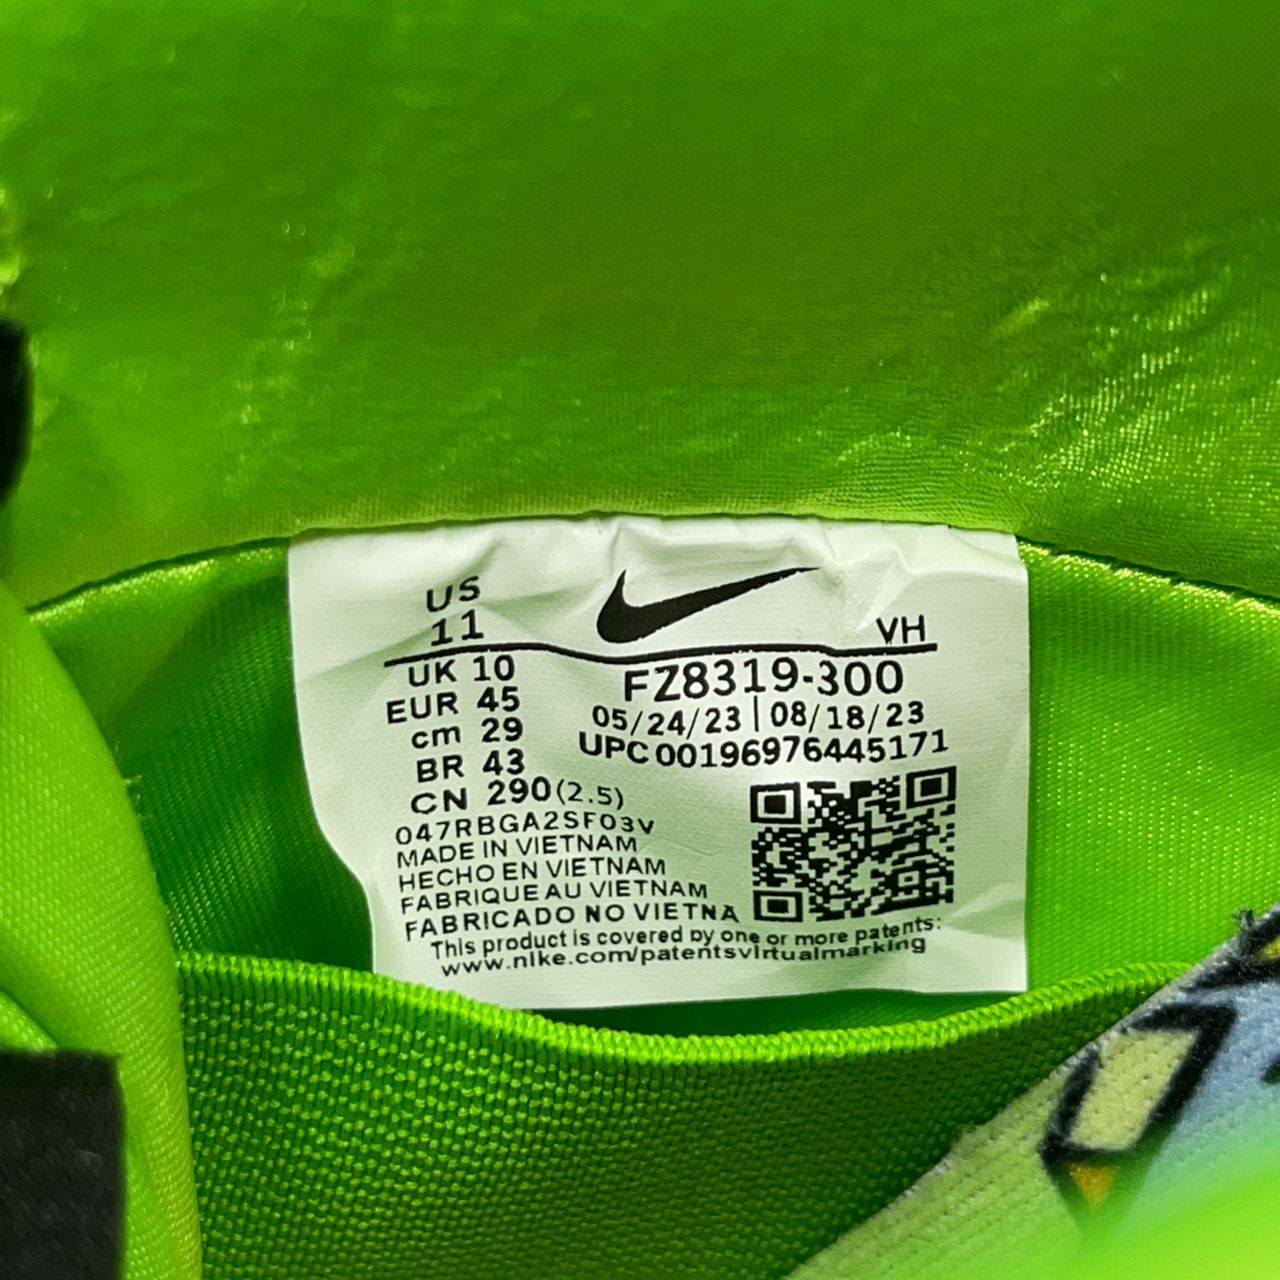 US
11
VH
UK 10
EUR 45
cm 29
BR 43
CN 290(2.5)
FZ8319-300
05/24/23 | 08/18/23
UPC 00196976445171
047RBGA2SF03V
MADE IN VIETNAM
HECHO EN VIETNAM
FABRIQUE AU VIETNAM
FABRICADO NO VIETNA
This product is covered by one or more patents:
www.nike.com/patentsvirtualmarking